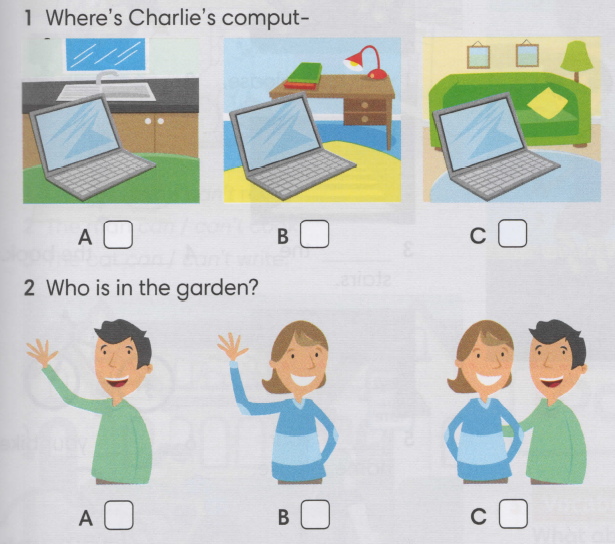 1 Where's Charlie's comput-
A
B
C
2 Who is in the garden?
A
B
C